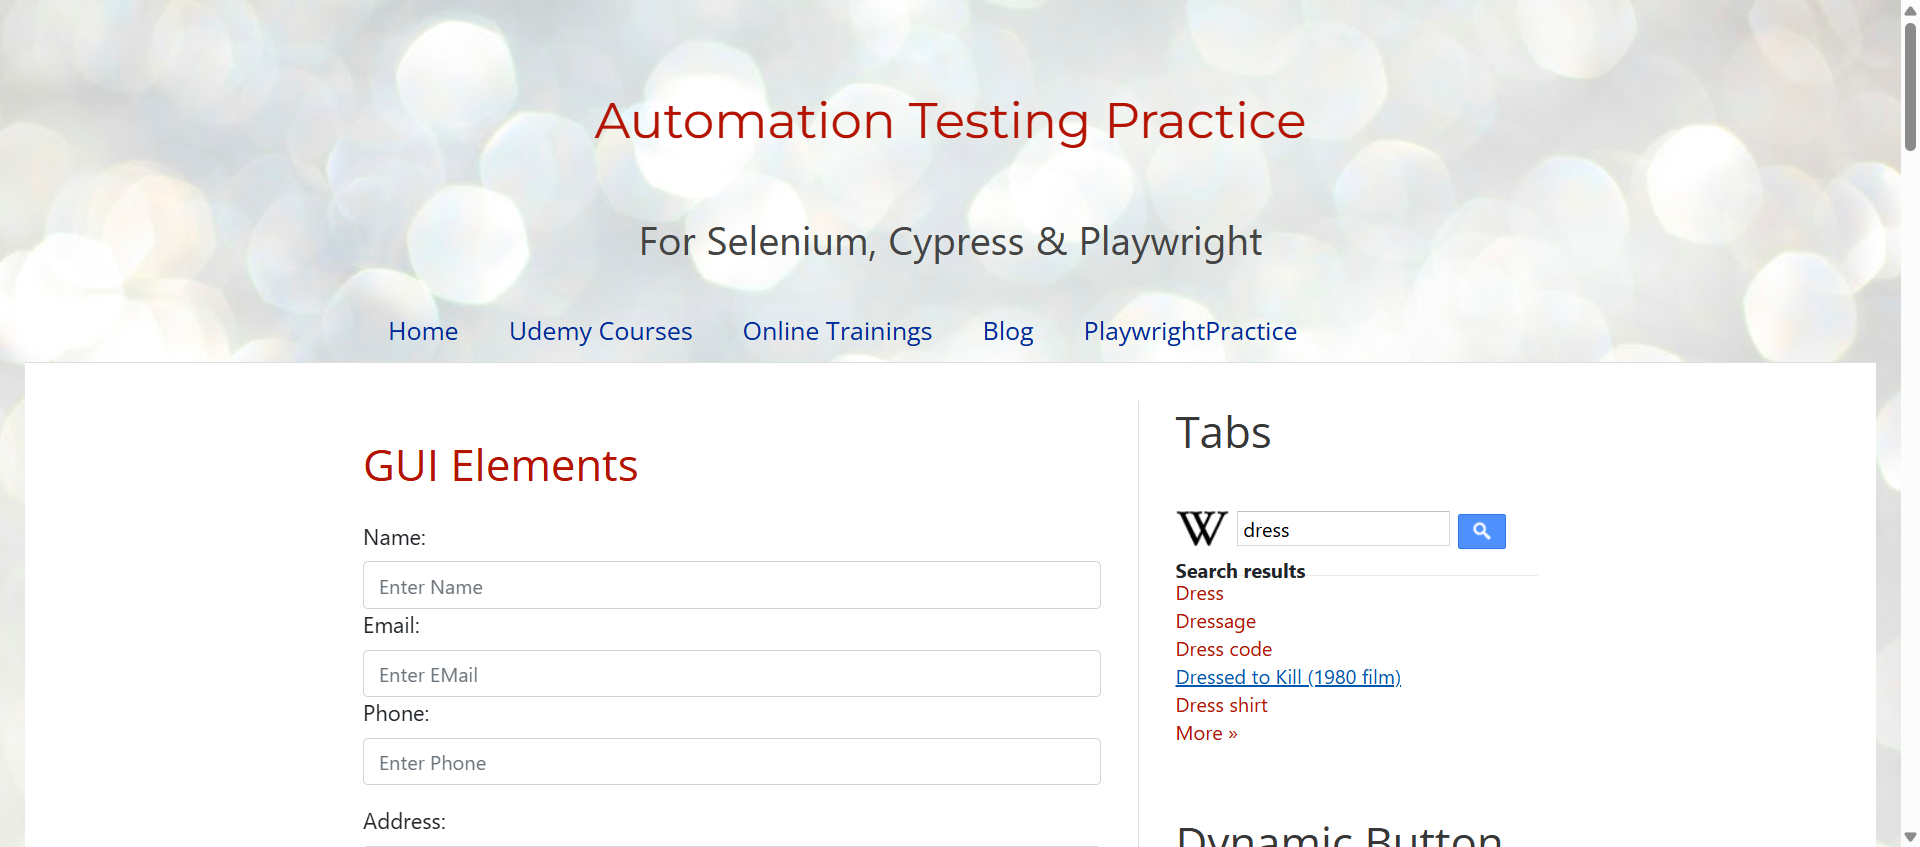 Automation Testing Practice
For Selenium, Cypress & Playwright
Home Udemy Courses Online Trainings Blog PlaywrightPractice
GUI Elements
Name:
Enter Name
Email:
Enter EMail
Phone:
Enter Phone
Address:
Tabs
W dress
Search results
Dress
Dressage
Dress code
Dressed to Kill (1980 film)
Dress shirt
More »
Dynamic Button